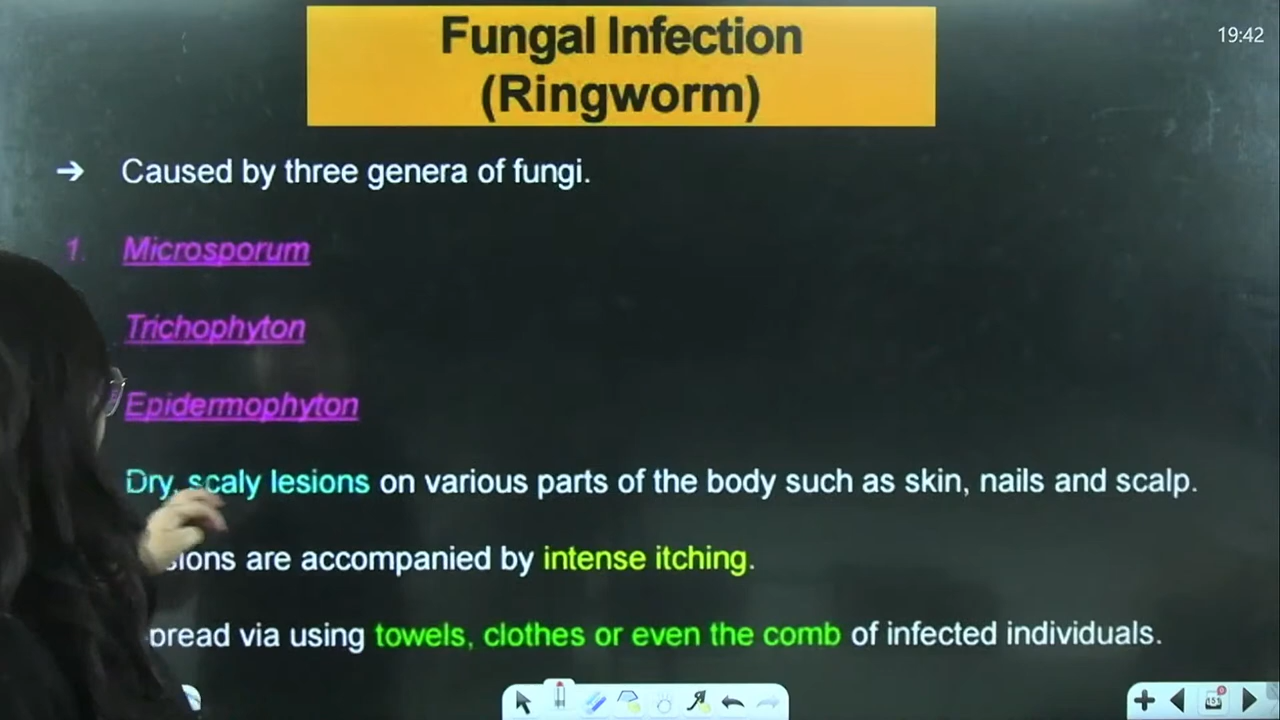 Fungal Infection
(Ringworm)
19:42
→ Caused by three genera of fungi.
1. Microsporum
Trichophyton
Epidermophyton
Dry, scaly lesions on various parts of the body such as skin, nails and scalp.
are accompanied by intense itching.
via using towels, clothes or even the comb of infected individuals.